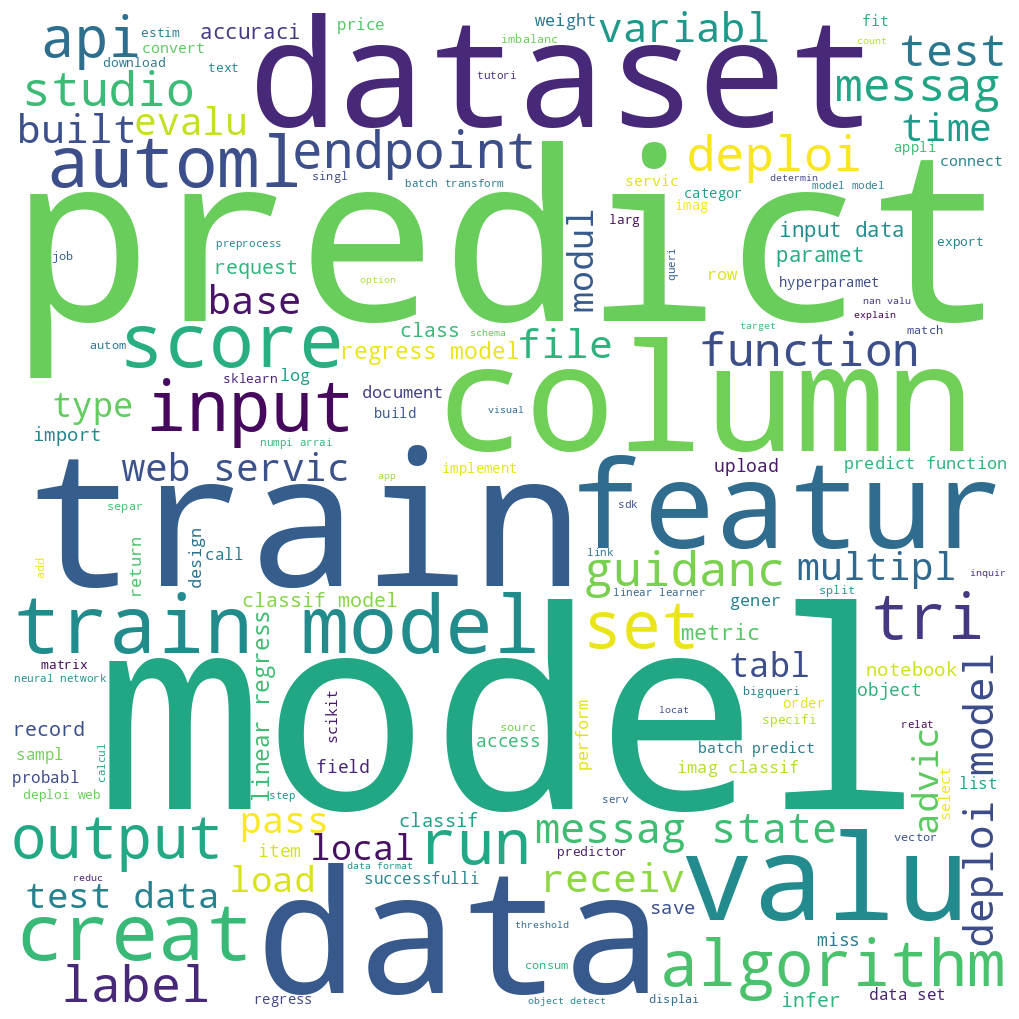 api
estim
convert
download
accuraci
text
price
weight
imbalanc
variabl
fit
count
test
dataset
tutori
studio
messag
built
evalu
time
automl
endpoint
deploi
appli
connect
singl
batch transform
servic
categor
determin
model model
imag
larg
predict
job
preprocess
request
option
modul
queri
input data
paramet
export
row
hyperparamet
nan valu
explain
base
class
schema
target
match
autom
score
regress model
file
function
sklearn
log
document
column
type
input
build
visual
import
numpi arrai
web servic
app
implement
upload
predict function
train
featur
separ
sdk
add
return
design
call
link
guidanc
multipl
inquir
linear learner
split
classif model
gener
train model
set
metric
tri
matrix
neural network
linear regress
tabl
notebook
bigqueri
object
deploi model
model
scikit
locat
order
specifi
relat
record
sourc
access
perform
batch predict
sampl
calcul
field
imag classif
probabl
advic
select
list
deploi web
step
serv
pass
classif
output
local
run
messag state
vector
item
predictor
data format
valu
reduc
load
successfulli
receiv
test data
data
save
creat
threshold
miss
algorithm
label
consum
regress
object detect
displai
infer
data set